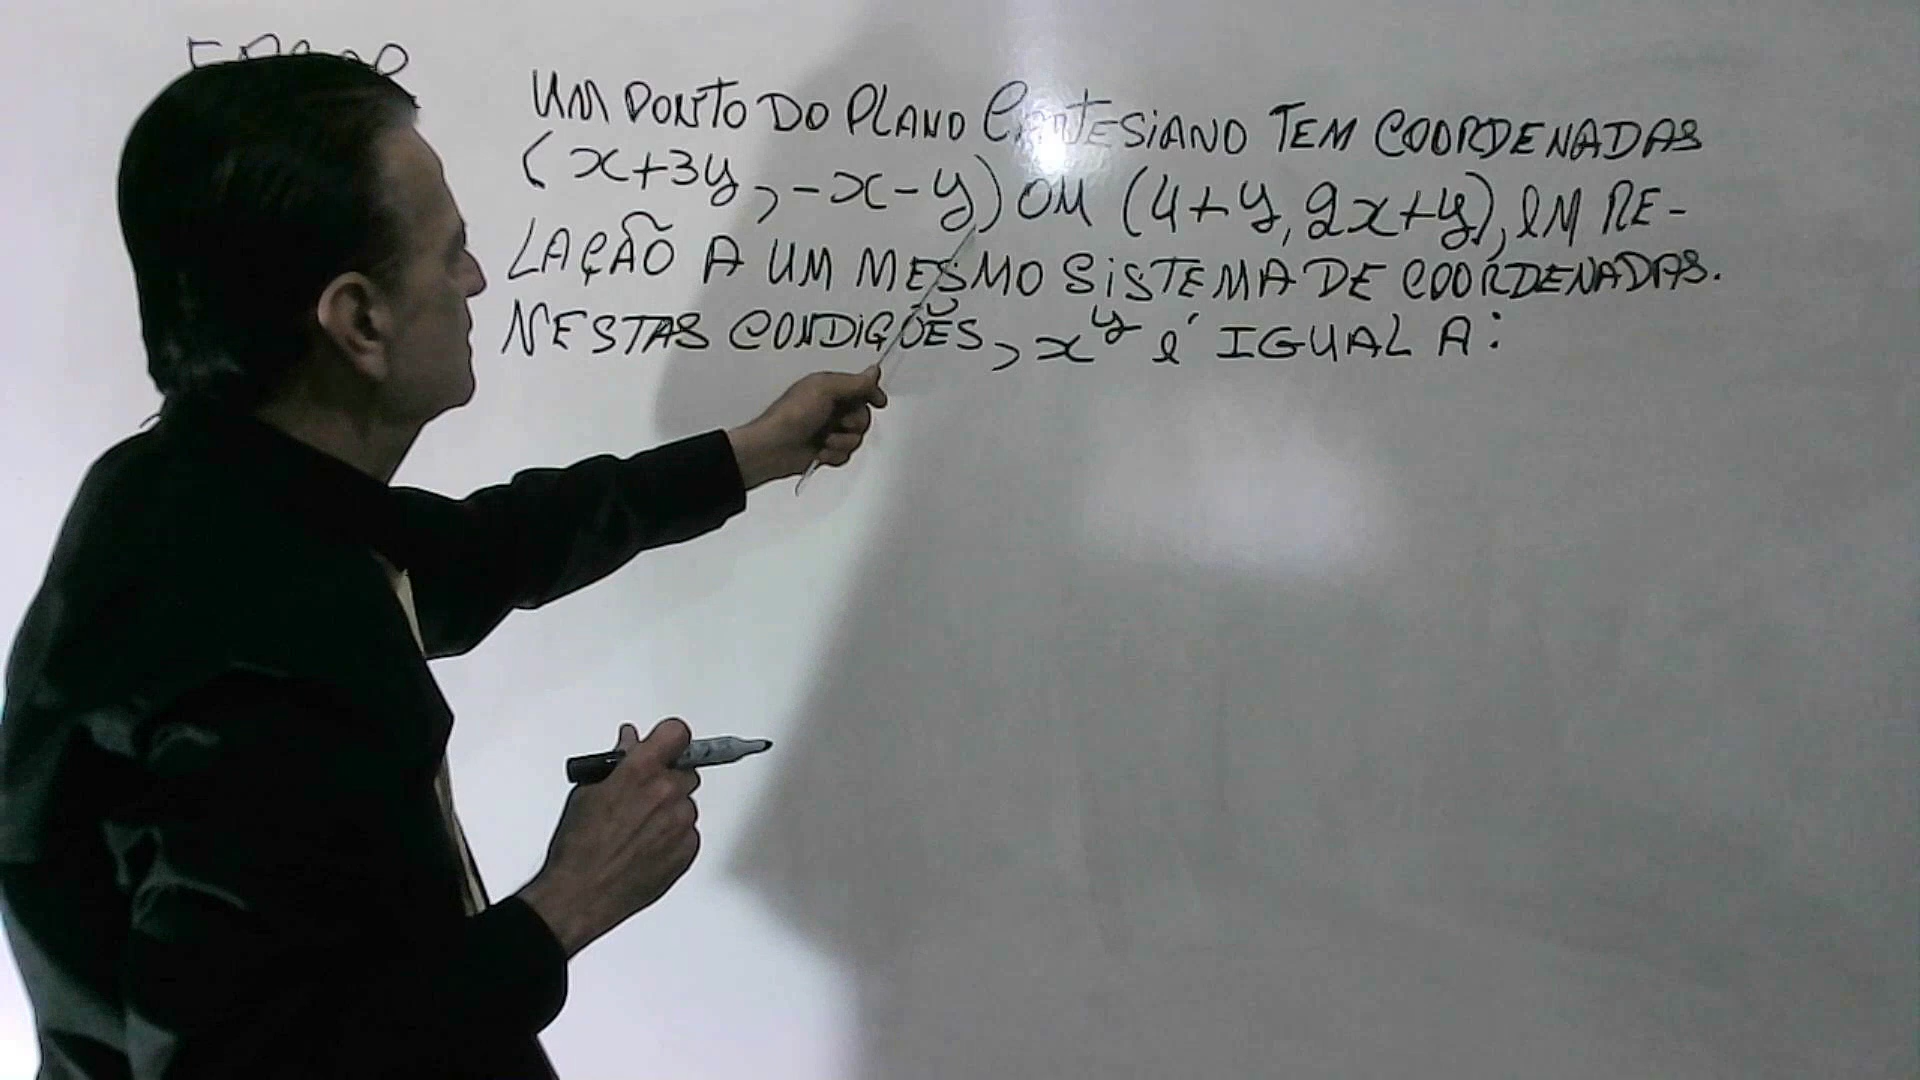 UM PONTO DO PLANO CARTESIANO TEM COORDENADAS
(x+3y, -x-y) OU (4+y, 2x+y), EM RE-
LAÇÃO A UM MESMO SISTEMA DE COORDENADAS.
NESTAS CONDIÇÕES, x^y é IGUAL A: